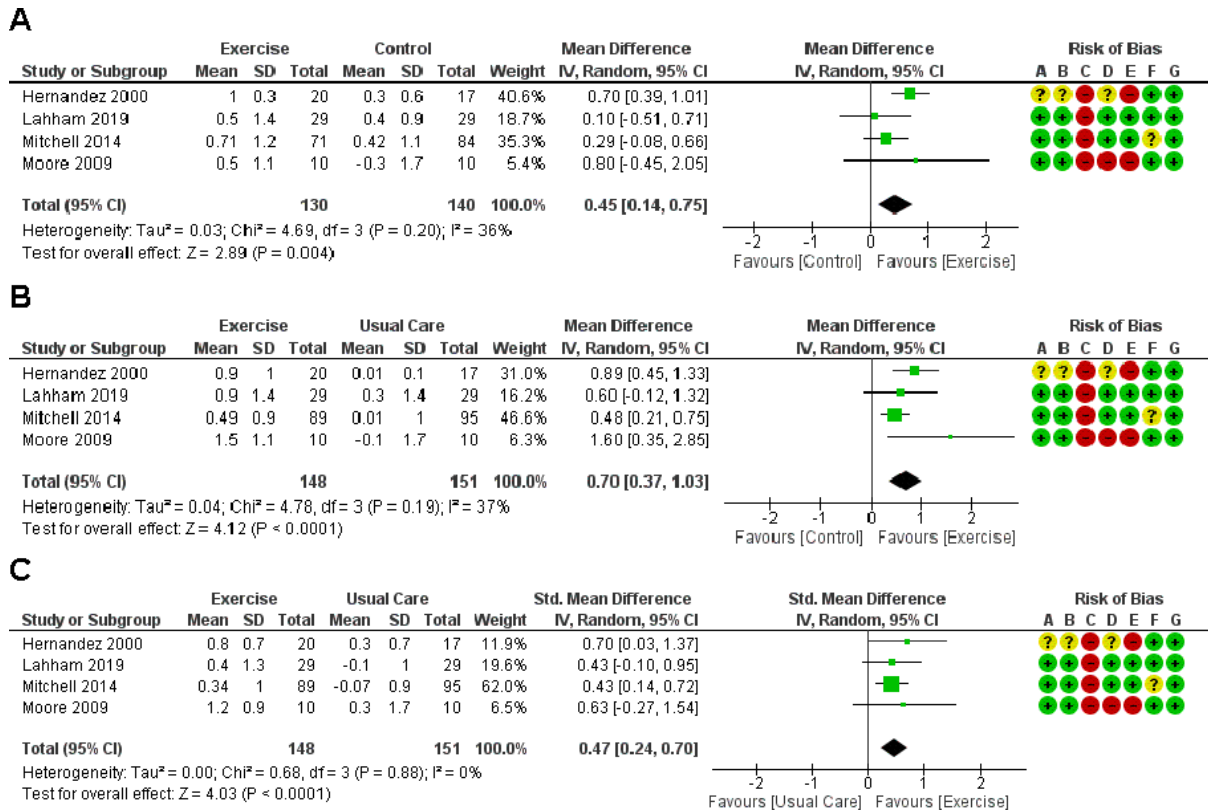 A
Exercise Control Mean Difference Mean Difference Risk of Bias
Study or Subgroup Mean SD Total Mean SD Total Weight IV, Random, 95% CI IV, Random, 95% CI A B C D E F G
Hernandez 2000 1 0.3 20 0.3 0.6 17 40.6% 0.70 [0.39, 1.01] ? ? - ? - + +
Lahham 2019 0.5 1.4 29 0.4 0.9 29 18.7% 0.10 [-0.51, 0.71] + + - + + + +
Mitchell 2014 0.71 1.2 71 0.42 1.1 84 35.3% 0.29 [-0.08, 0.66] + + - + + ? +
Moore 2009 0.5 1.1 10 -0.3 1.7 10 5.4% 0.80 [-0.45, 2.05] + + - - - + +
Total (95% CI) 130 140 100.0% 0.45 [0.14, 0.75]
Heterogeneity: Tau² = 0.03; Chi² = 4.69, df = 3 (P = 0.20); I² = 36%
Test for overall effect: Z = 2.89 (P = 0.004)
-2 -1 0 1 2
Favours [Control] Favours [Exercise]
B
Exercise Usual Care Mean Difference Mean Difference Risk of Bias
Study or Subgroup Mean SD Total Mean SD Total Weight IV, Random, 95% CI IV, Random, 95% CI A B C D E F G
Hernandez 2000 0.9 1 20 0.01 0.1 17 31.0% 0.89 [0.45, 1.33] ? ? - ? - + +
Lahham 2019 0.9 1.4 29 0.3 1.4 29 16.2% 0.60 [-0.12, 1.32] + + - + + + +
Mitchell 2014 0.49 0.9 89 0.01 1 95 46.6% 0.48 [0.21, 0.75] + + - + + ? +
Moore 2009 1.5 1.1 10 -0.1 1.7 10 6.3% 1.60 [0.35, 2.85] + + - - - + +
Total (95% CI) 148 151 100.0% 0.70 [0.37, 1.03]
Heterogeneity: Tau² = 0.04; Chi² = 4.78, df = 3 (P = 0.19); I² = 37%
Test for overall effect: Z = 4.12 (P < 0.0001)
-2 -1 0 1 2
Favours [Control] Favours [Exercise]
C
Exercise Usual Care Std. Mean Difference Std. Mean Difference Risk of Bias
Study or Subgroup Mean SD Total Mean SD Total Weight IV, Random, 95% CI IV, Random, 95% CI A B C D E F G
Hernandez 2000 0.8 0.7 20 0.3 0.7 17 11.9% 0.70 [0.03, 1.37] ? ? - ? - + +
Lahham 2019 0.4 1.3 29 -0.1 1 29 19.6% 0.43 [-0.10, 0.95] + + - + + + +
Mitchell 2014 0.34 1 89 -0.07 0.9 95 62.0% 0.43 [0.14, 0.72] + + - + + ? +
Moore 2009 1.2 0.9 10 0.3 1.7 10 6.5% 0.63 [-0.27, 1.54] + + - - - + +
Total (95% CI) 148 151 100.0% 0.47 [0.24, 0.70]
Heterogeneity: Tau² = 0.00; Chi² = 0.68, df = 3 (P = 0.88); I² = 0%
Test for overall effect: Z = 4.03 (P < 0.0001)
-2 -1 0 1 2
Favours [Usual Care] Favours [Exercise]